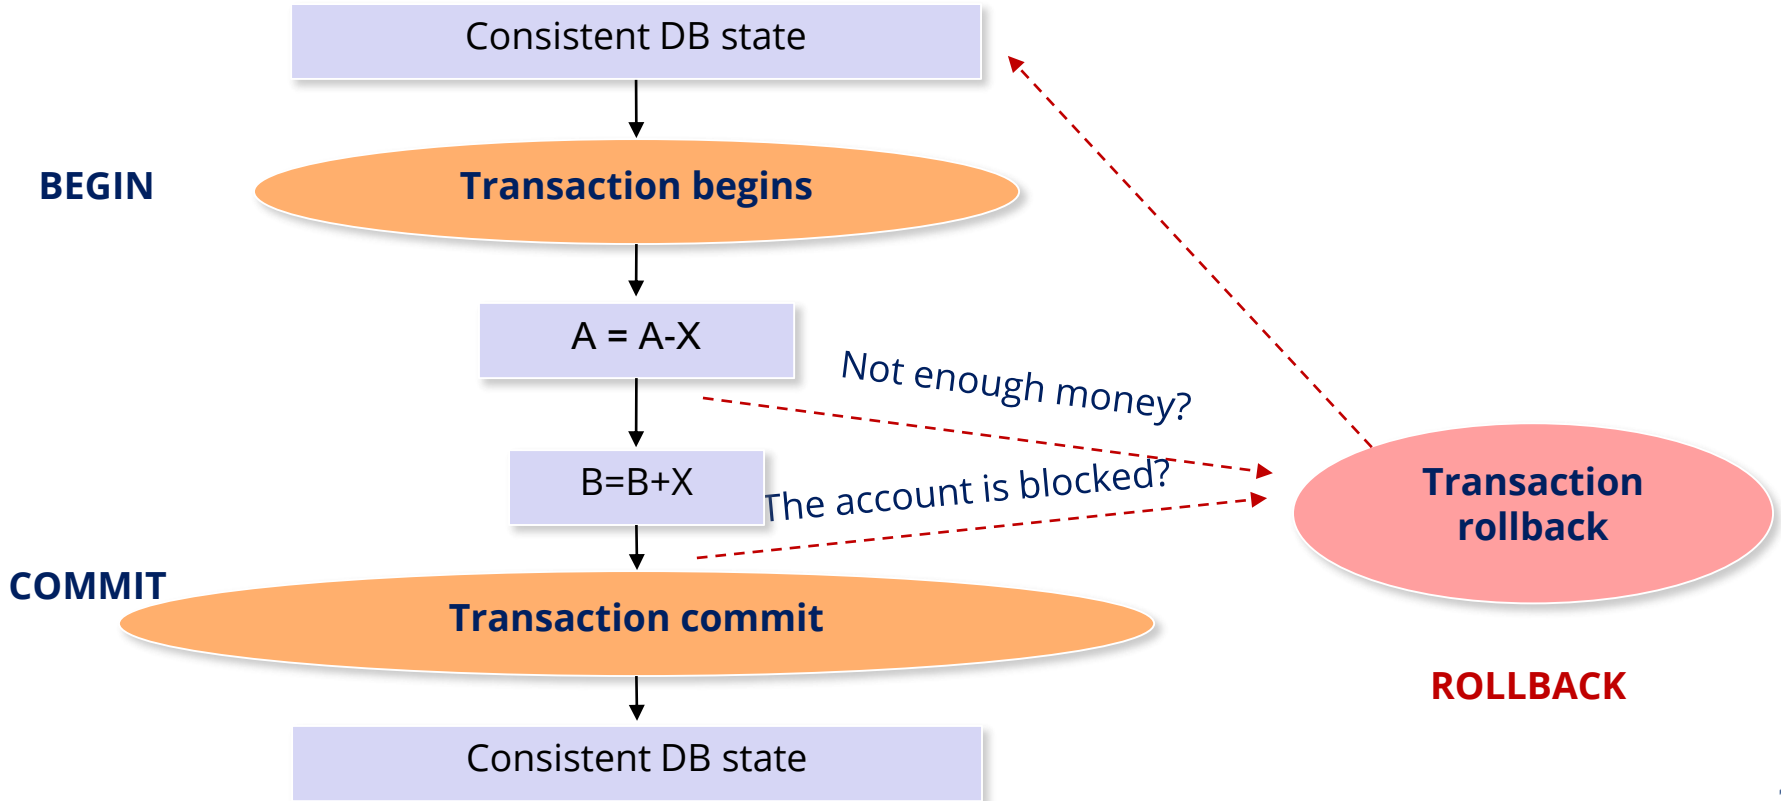 Consistent DB state
BEGIN
Transaction begins
A = A-X
Not enough money?
B=B+X
The account is blocked?
Transaction
rollback
COMMIT
Transaction commit
ROLLBACK
Consistent DB state